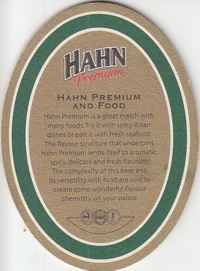 HAHN
Premium
HAHN PREMIUM
AND FOOD
Hahn Premium is a great match with
many foods. Try it with spicy Asian
dishes or pair it with fresh seafood.
The flavour structure that underpins
Hahn Premium lends itself to aromatic,
spicy, delicate and fresh flavours.
The complexity of this beer and
its versatility with food are sure to
create some wonderful flavour
chemistry on your palate.